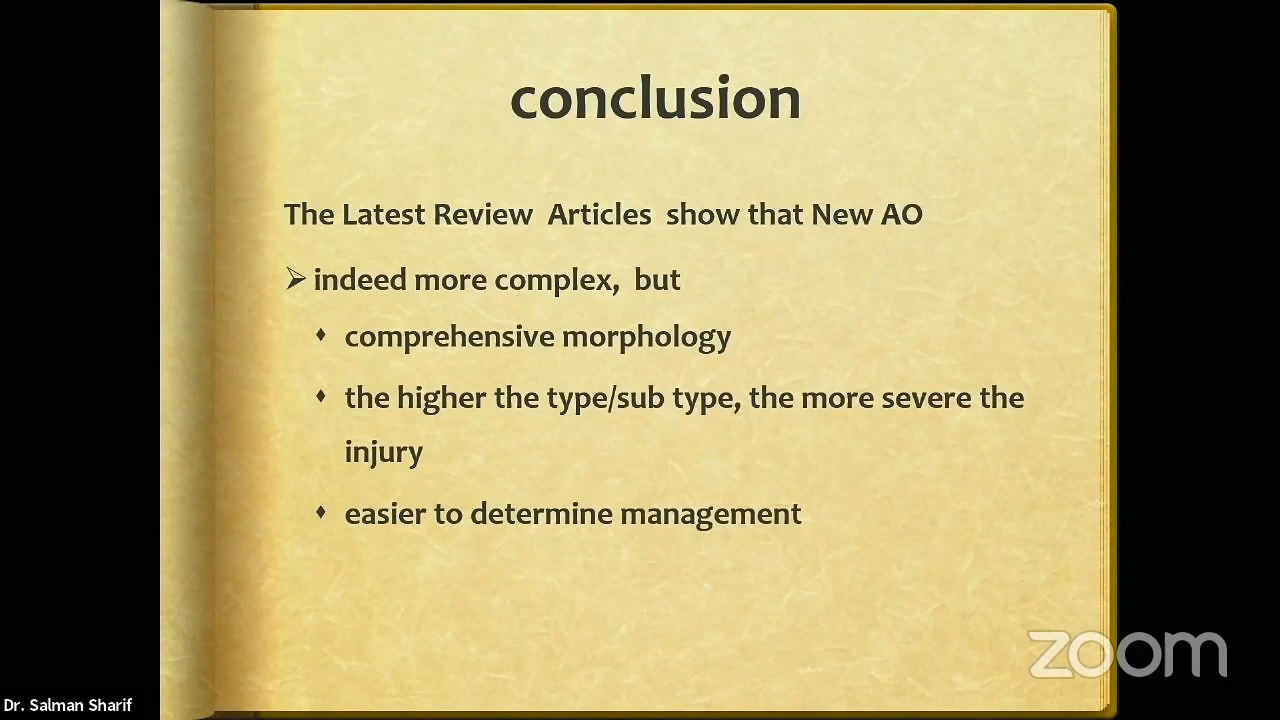 conclusion
The Latest Review Articles show that New AO
➢ indeed more complex, but
♦ comprehensive morphology
♦ the higher the type/sub type, the more severe the
injury
♦ easier to determine management
zoom
Dr. Salman Sharif